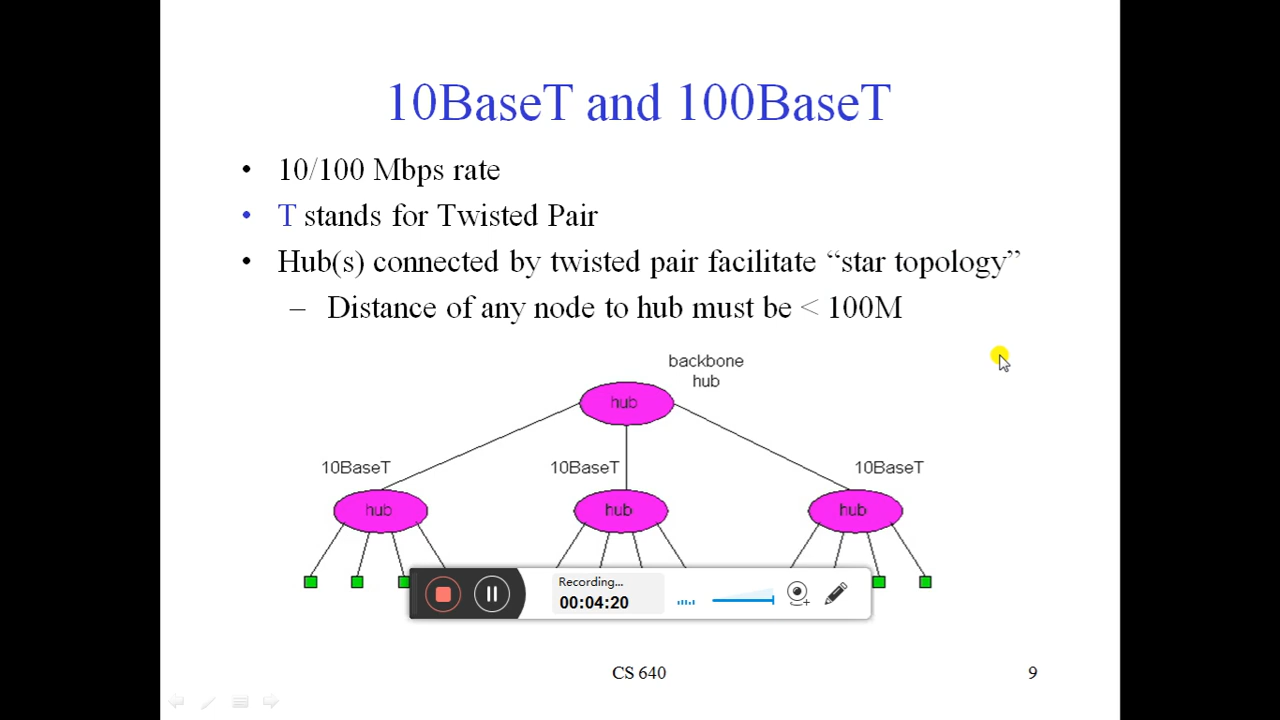 10BaseT and 100BaseT
• 10/100 Mbps rate
• T stands for Twisted Pair
• Hub(s) connected by twisted pair facilitate “star topology”
– Distance of any node to hub must be < 100M
backbone
hub
hub
10BaseT
10BaseT
10BaseT
hub
hub
hub
Recording...
00:04:20
CS 640
9